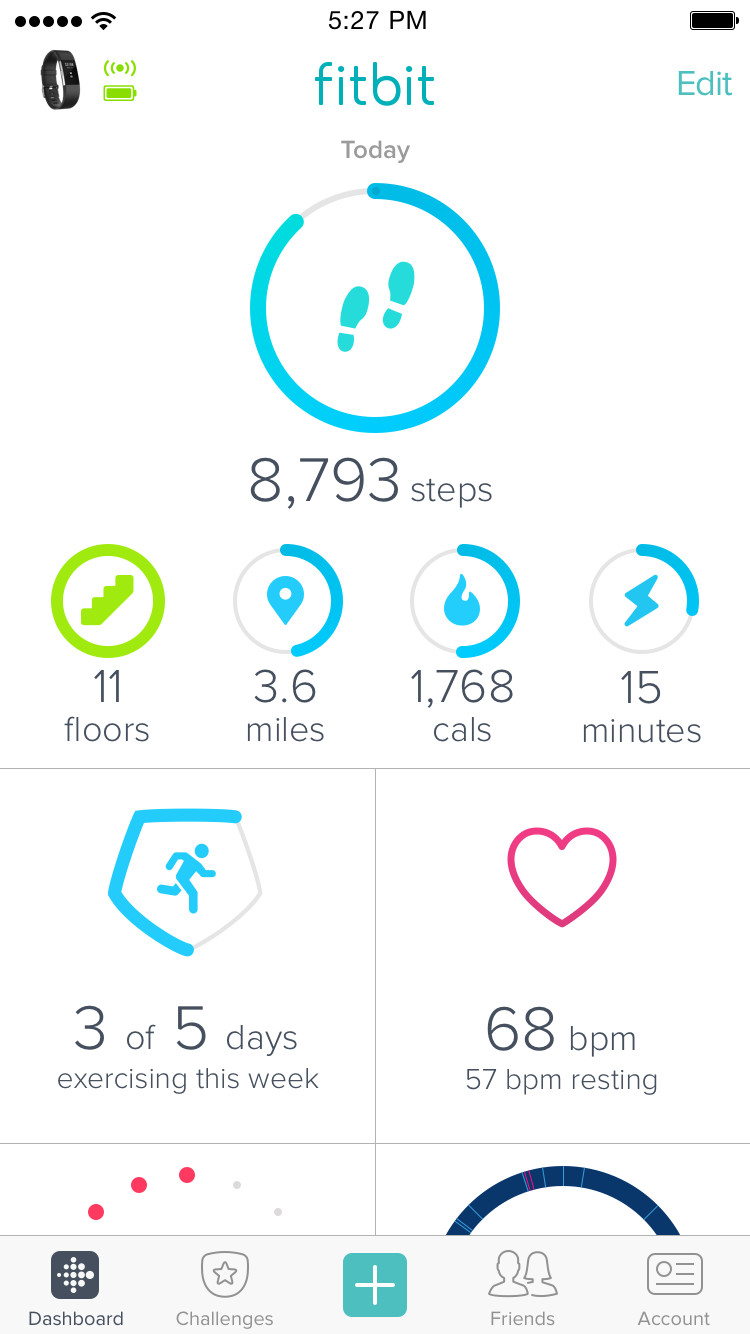 5:27 PM
fitbit
Edit
Today
8,793 steps
11
floors
3.6
miles
1,768
cals
15
minutes
3 of 5 days
exercising this week
68 bpm
57 bpm resting
Dashboard
Challenges
Friends
Account